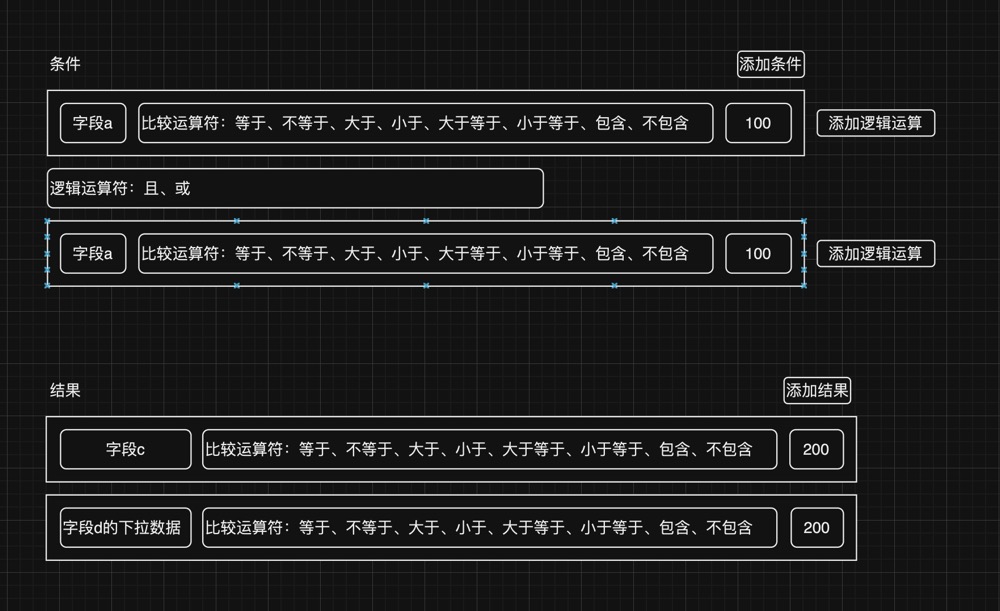 条件
添加条件
字段a
比较运算符：等于、不等于、大于、小于、大于等于、小于等于、包含、不包含
100
添加逻辑运算
逻辑运算符：且、或
字段a
比较运算符：等于、不等于、大于、小于、大于等于、小于等于、包含、不包含
100
添加逻辑运算
结果
添加结果
字段c
比较运算符：等于、不等于、大于、小于、大于等于、小于等于、包含、不包含
200
字段d的下拉数据
比较运算符：等于、不等于、大于、小于、大于等于、小于等于、包含、不包含
200